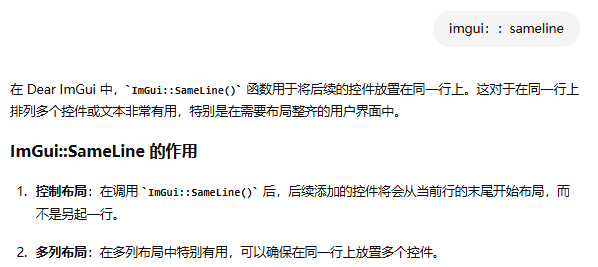 imgui：：sameline
在 Dear ImGui 中，`ImGui::SameLine()` 函数用于将后续的控件放置在同一行上。这对于在同一行上
排列多个控件或文本非常有用，特别是在需要布局整齐的用户界面中。
ImGui::SameLine 的作用
1. 控制布局：在调用 `ImGui::SameLine()` 后，后续添加的控件将会从当前行的末尾开始布局，而
不是另起一行。
2. 多列布局：在多列布局中特别有用，可以确保在同一行上放置多个控件。